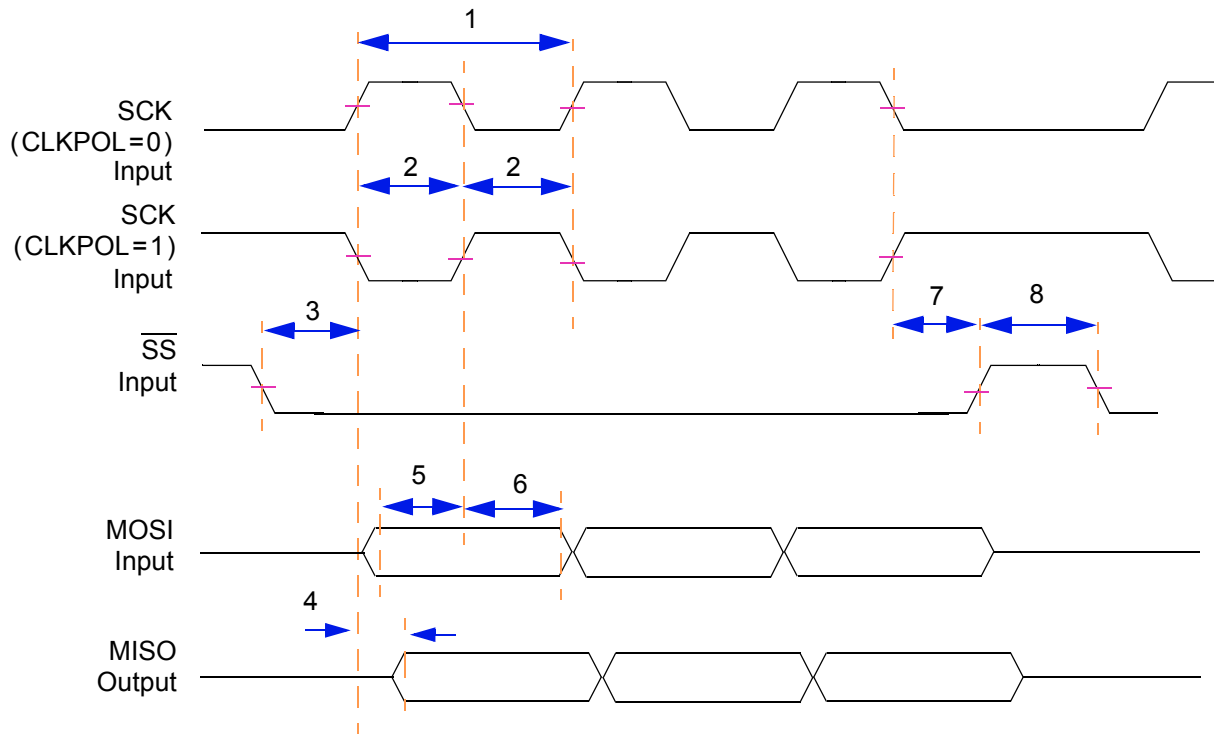 1
SCK
(CLKPOL=0)
Input
2 2
SCK
(CLKPOL=1)
Input
3
7 8
SS
Input
5 6
MOSI
Input
4
MISO
Output